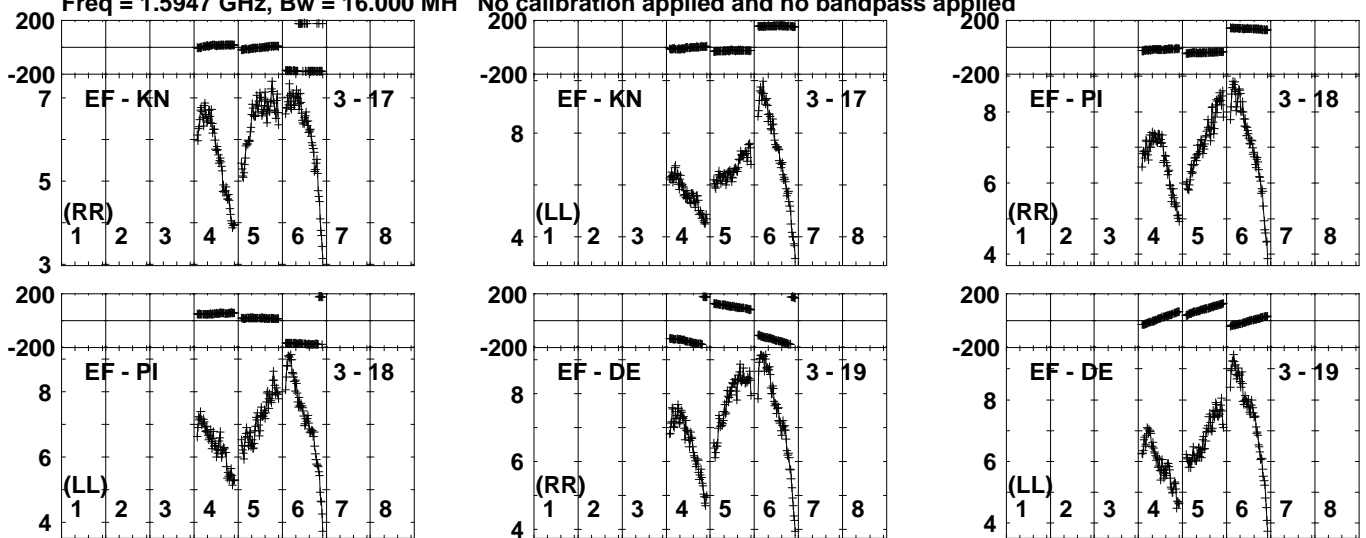 Freq = 1.5947 GHz, Bw = 16.000 MH No calibration applied and no bandpass applied
200
-200
EF - KN 3 - 17
7
5
3
(RR)
1 2 3 4 5 6 7 8
EF - KN 3 - 17
8
4
(LL)
1 2 3 4 5 6 7 8
200
-200
EF - PI 3 - 18
8
6
4
(RR)
1 2 3 4 5 6 7 8
200
-200
EF - PI 3 - 18
8
6
4
(LL)
1 2 3 4 5 6 7 8
200
-200
EF - DE 3 - 19
8
6
4
(RR)
1 2 3 4 5 6 7 8
200
-200
EF - DE 3 - 19
8
6
4
(LL)
1 2 3 4 5 6 7 8